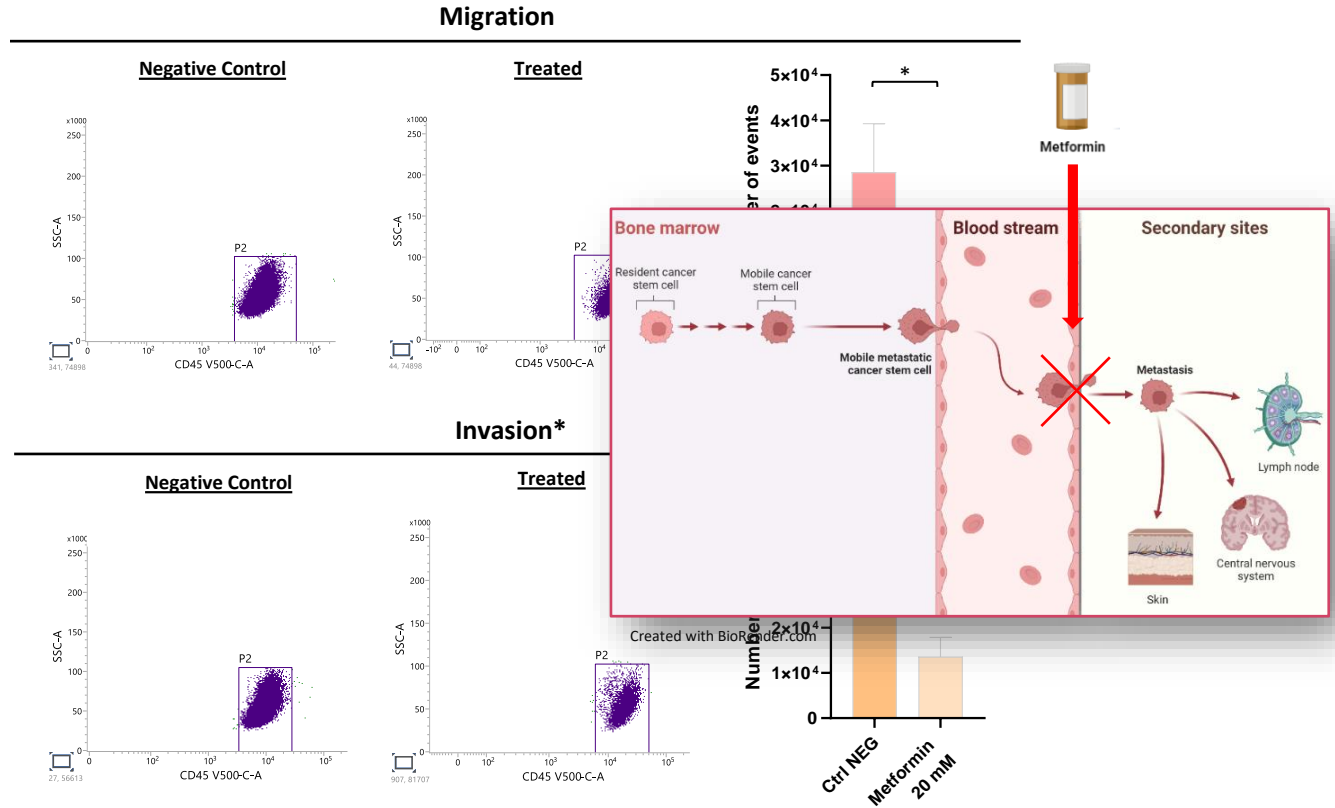 Migration
Negative Control
Treated
x1000
250
200
150
100
50
0
SSC-A
P2
0
10²
10³
10⁴
10⁵
CD45 V500-C-A
341, 74898
x1000
250
200
150
100
50
0
SSC-A
P2
-10²
0
10²
10³
10⁴
CD45 V500-C-A
44, 74898
5×10⁴
4×10⁴
3×10⁴
er of events
*
Metformin
Bone marrow
Blood stream
Secondary sites
Resident cancer
stem cell
Mobile cancer
stem cell
Mobile metastatic
cancer stem cell
Metastasis
Lymph node
Central nervous
system
Skin
Created with BioRender.com
Invasion*
Negative Control
Treated
x1000
250
200
150
100
50
0
SSC-A
P2
0
10²
10³
10⁴
10⁵
CD45 V500-C-A
27, 56613
x1000
250
200
150
100
50
0
SSC-A
P2
0
10²
10³
10⁴
10⁵
CD45 V500-C-A
907, 81707
2×10⁴
1×10⁴
0
Number
Ctrl NEG
Metformin
20 mM